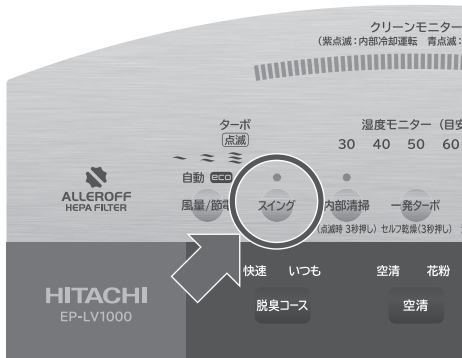 クリーンモニター
(紫点滅:内部冷却運転 青点滅:
ターボ
点滅
湿度モニター (目安
30 40 50 60
自動 eco
ALLEROFF
HEPA FILTER
風量/節電 スイング 内部清掃 一発ターボ
(点滅時 3秒押し) セルフ乾燥(3秒押し)
快速 いつも 空清 花粉
HITACHI
EP-LV1000
脱臭コース 空清